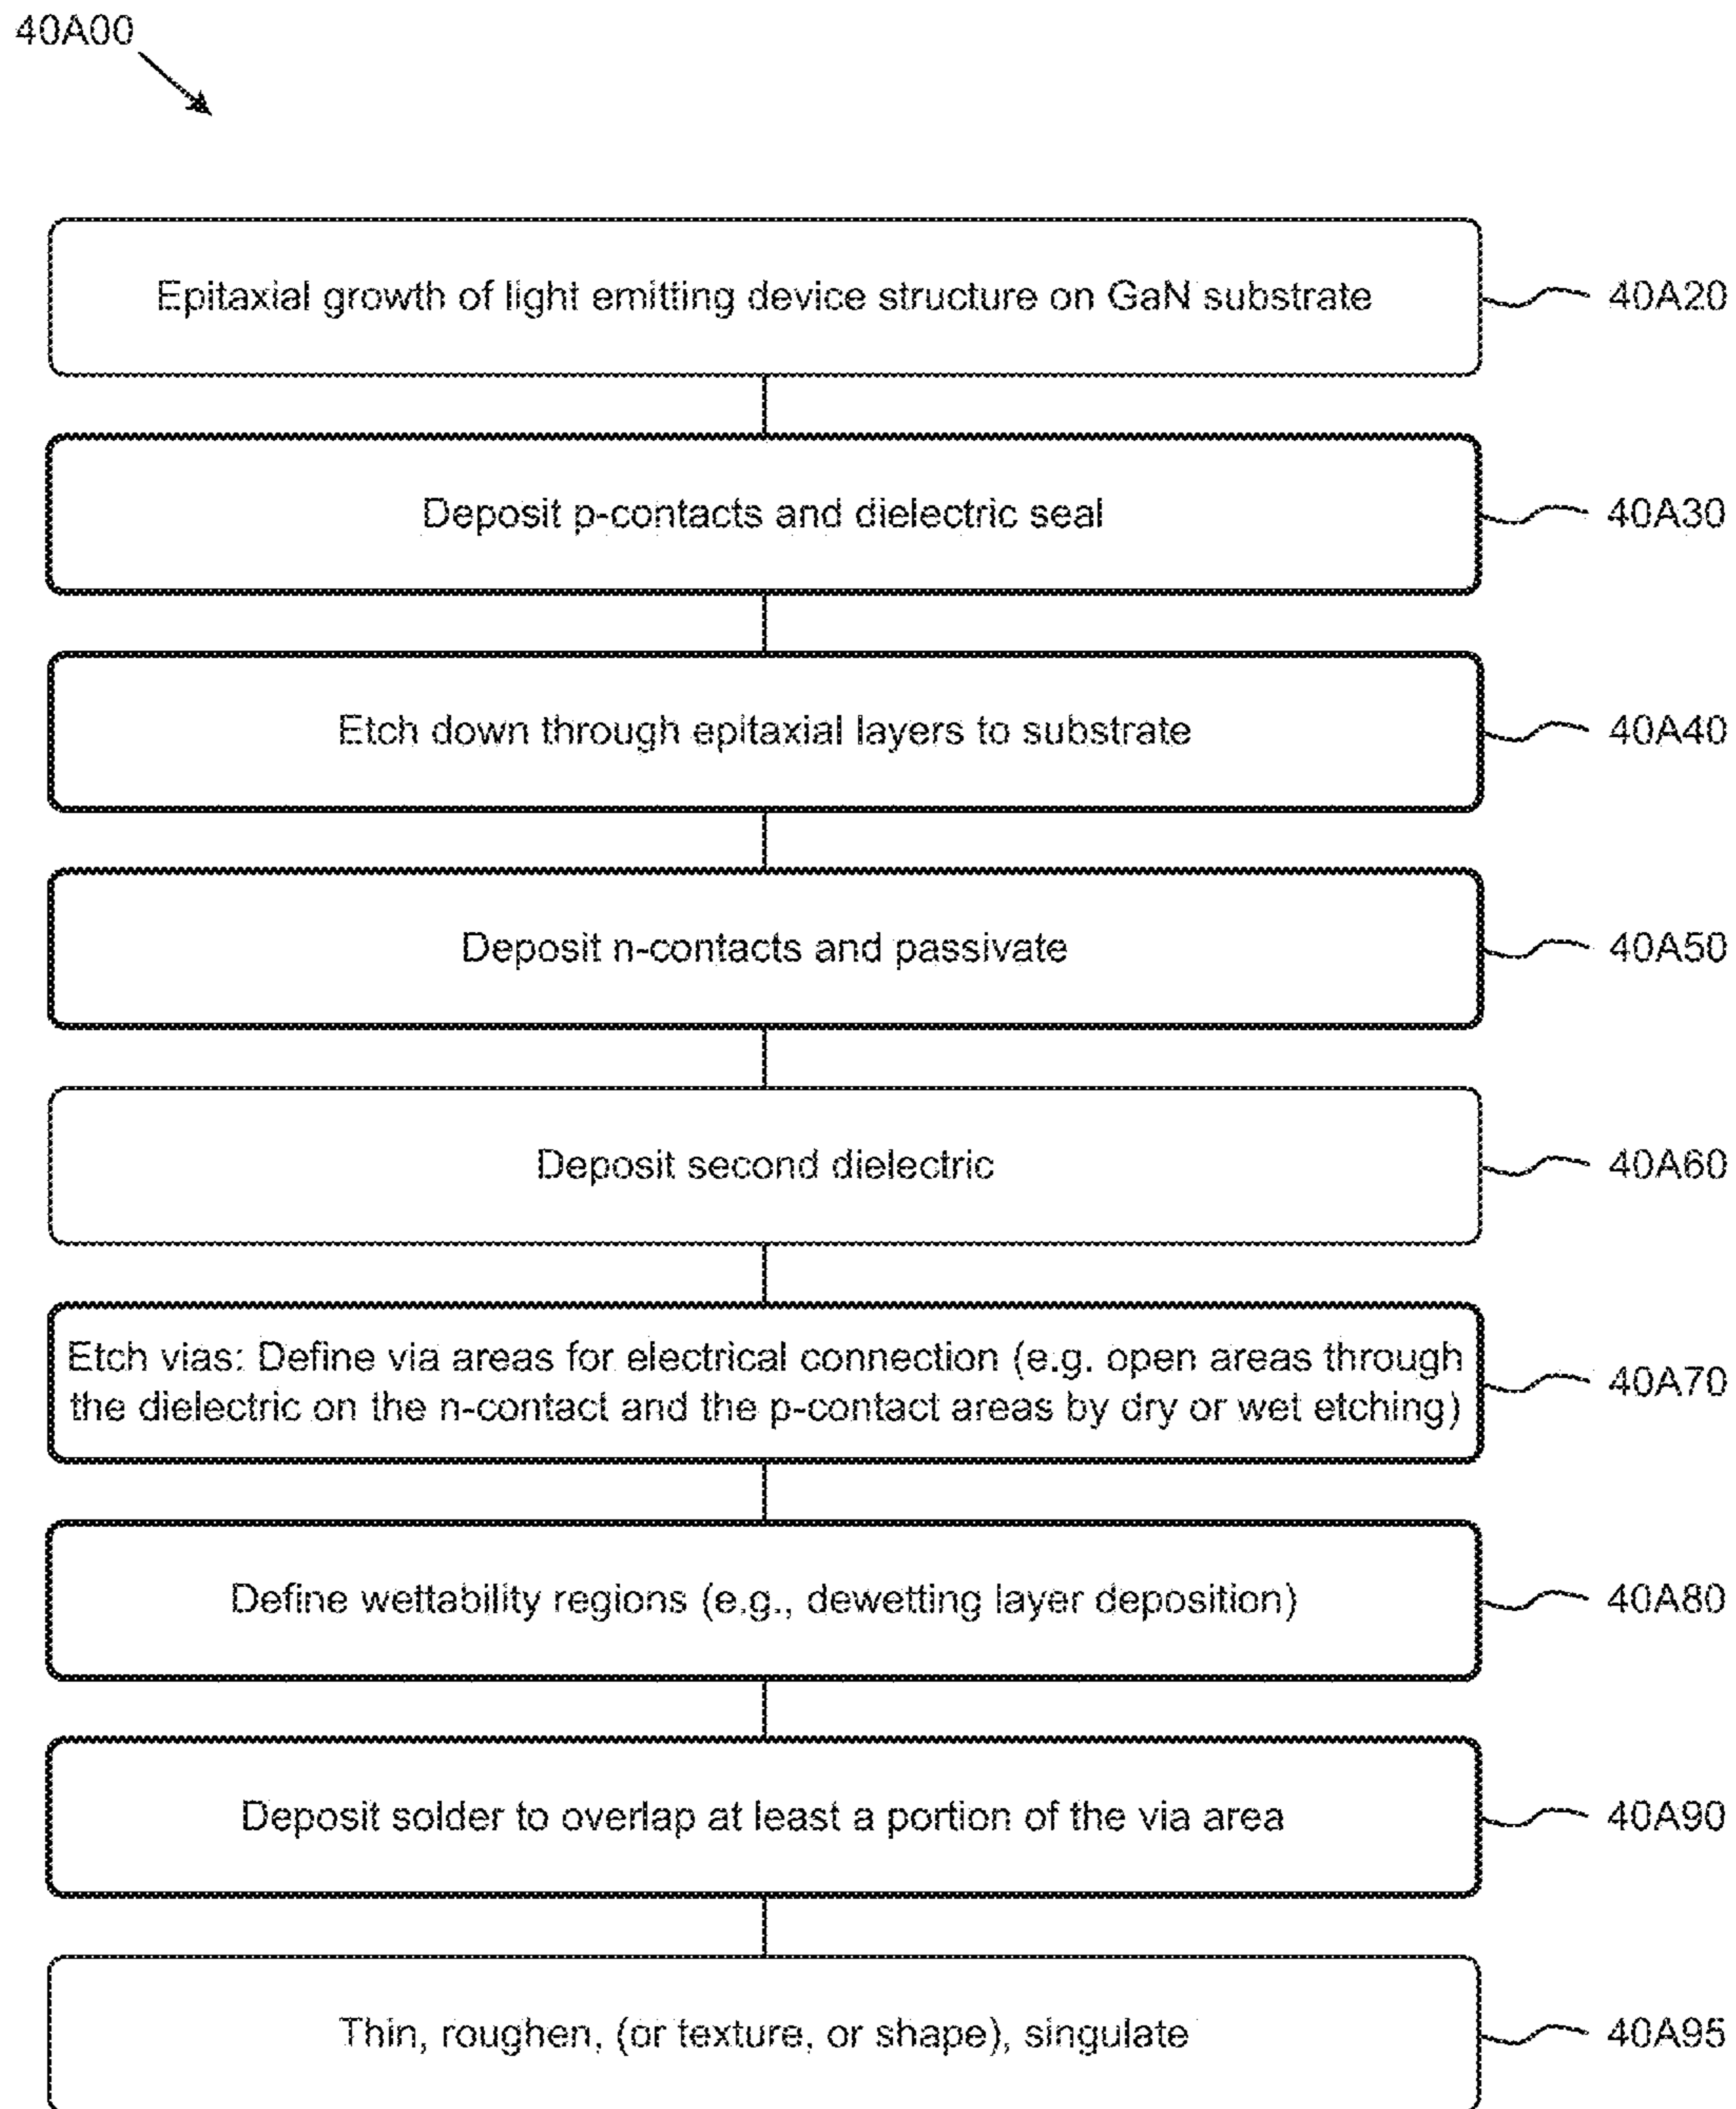 40A00
Epitaxial growth of light emitting device structure on GaN substrate
40A20
Deposit p-contacts and dielectric seal
40A30
Etch down through epitaxial layers to substrate
40A40
Deposit n-contacts and passivate
40A50
Deposit second dielectric
40A60
Etch vias: Define via areas for electrical connection (e.g. open areas through
the dielectric on the n-contact and the p-contact areas by dry or wet etching)
40A70
Define wettability regions (e.g., dewetting layer deposition)
40A80
Deposit solder to overlap at least a portion of the via area
40A90
Thin, roughen, (or texture, or shape), singulate
40A95